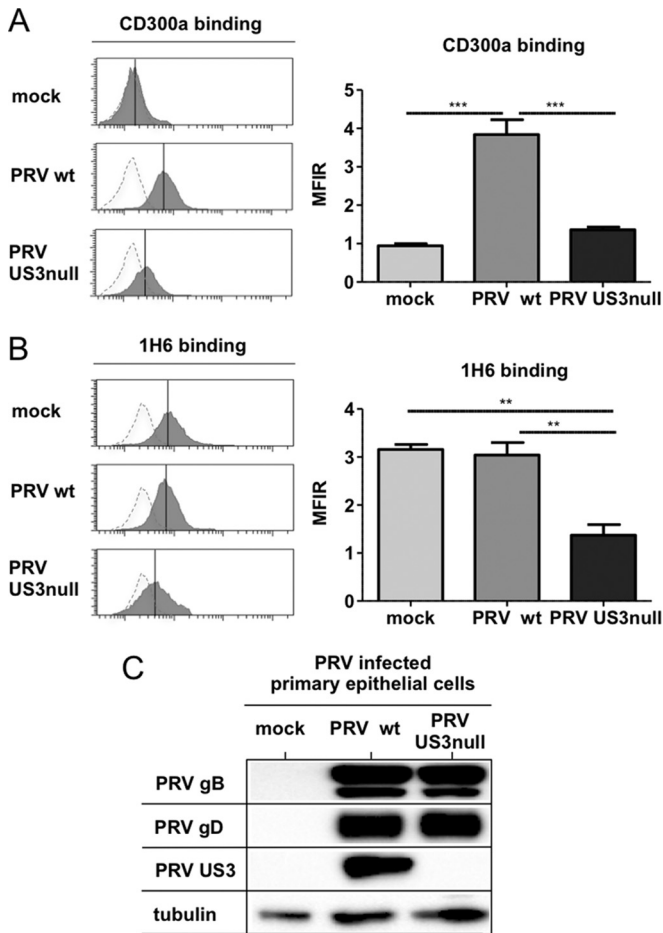 A
CD300a binding
mock
PRV wt
PRV
US3null
CD300a binding
MFIR
5
4
3
2
1
0
***
***
mock
PRV wt
PRV US3null
B
1H6 binding
mock
PRV wt
PRV
US3null
1H6 binding
MFIR
4
3
2
1
0
**
**
mock
PRV wt
PRV US3null
C
PRV infected
primary epithelial cells
mock
PRV wt
PRV
US3null
PRV gB
PRV gD
PRV US3
tubulin